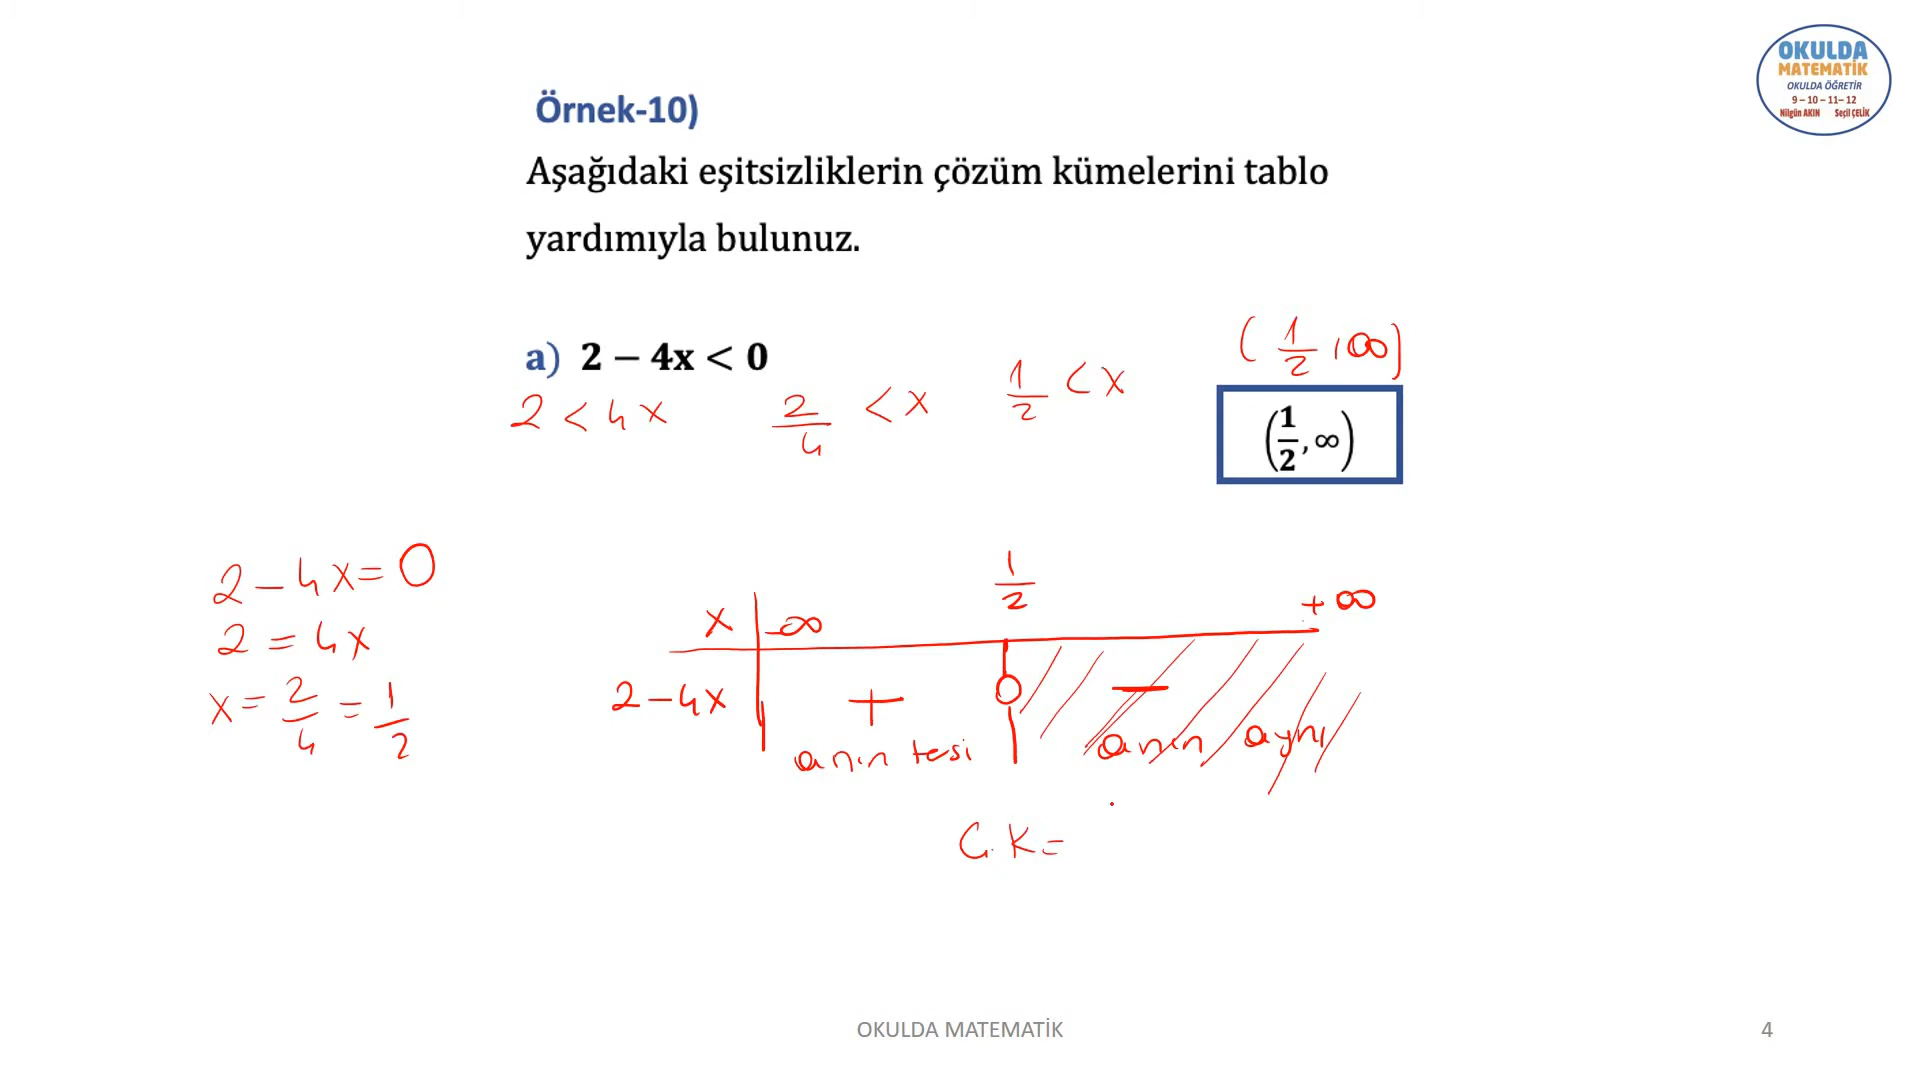 OKULDA
MATEMATİK
OKULDA ÖĞRETİR
9 – 10 – 11– 12
Nilgün AKIN Seçil ÇELİK
Örnek-10)
Aşağıdaki eşitsizliklerin çözüm kümelerini tablo
yardımıyla bulunuz.
a) 2 − 4x < 0
2 < 4x 2/4 < x 1/2 < x
(1/2, ∞)
(1/2, ∞)
2 − 4x = 0
2 = 4x
x = 2/4 = 1/2
x −∞ 1/2 +∞
2 − 4x + 0 −
anın tersi anın aynı
Ç.K =
OKULDA MATEMATİK
4